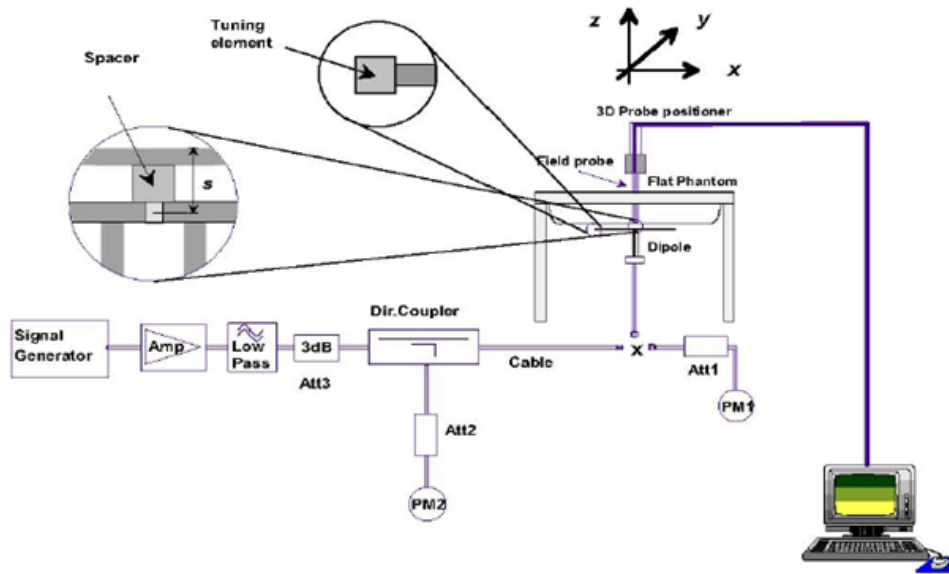 Tuning
element
Spacer
s
z
y
x
3D Probe positioner
Field probe
Flat Phantom
Dipole
Signal
Generator
Amp
Low
Pass
3dB
Att3
Dir.Coupler
Cable
x
Att1
PM1
Att2
PM2